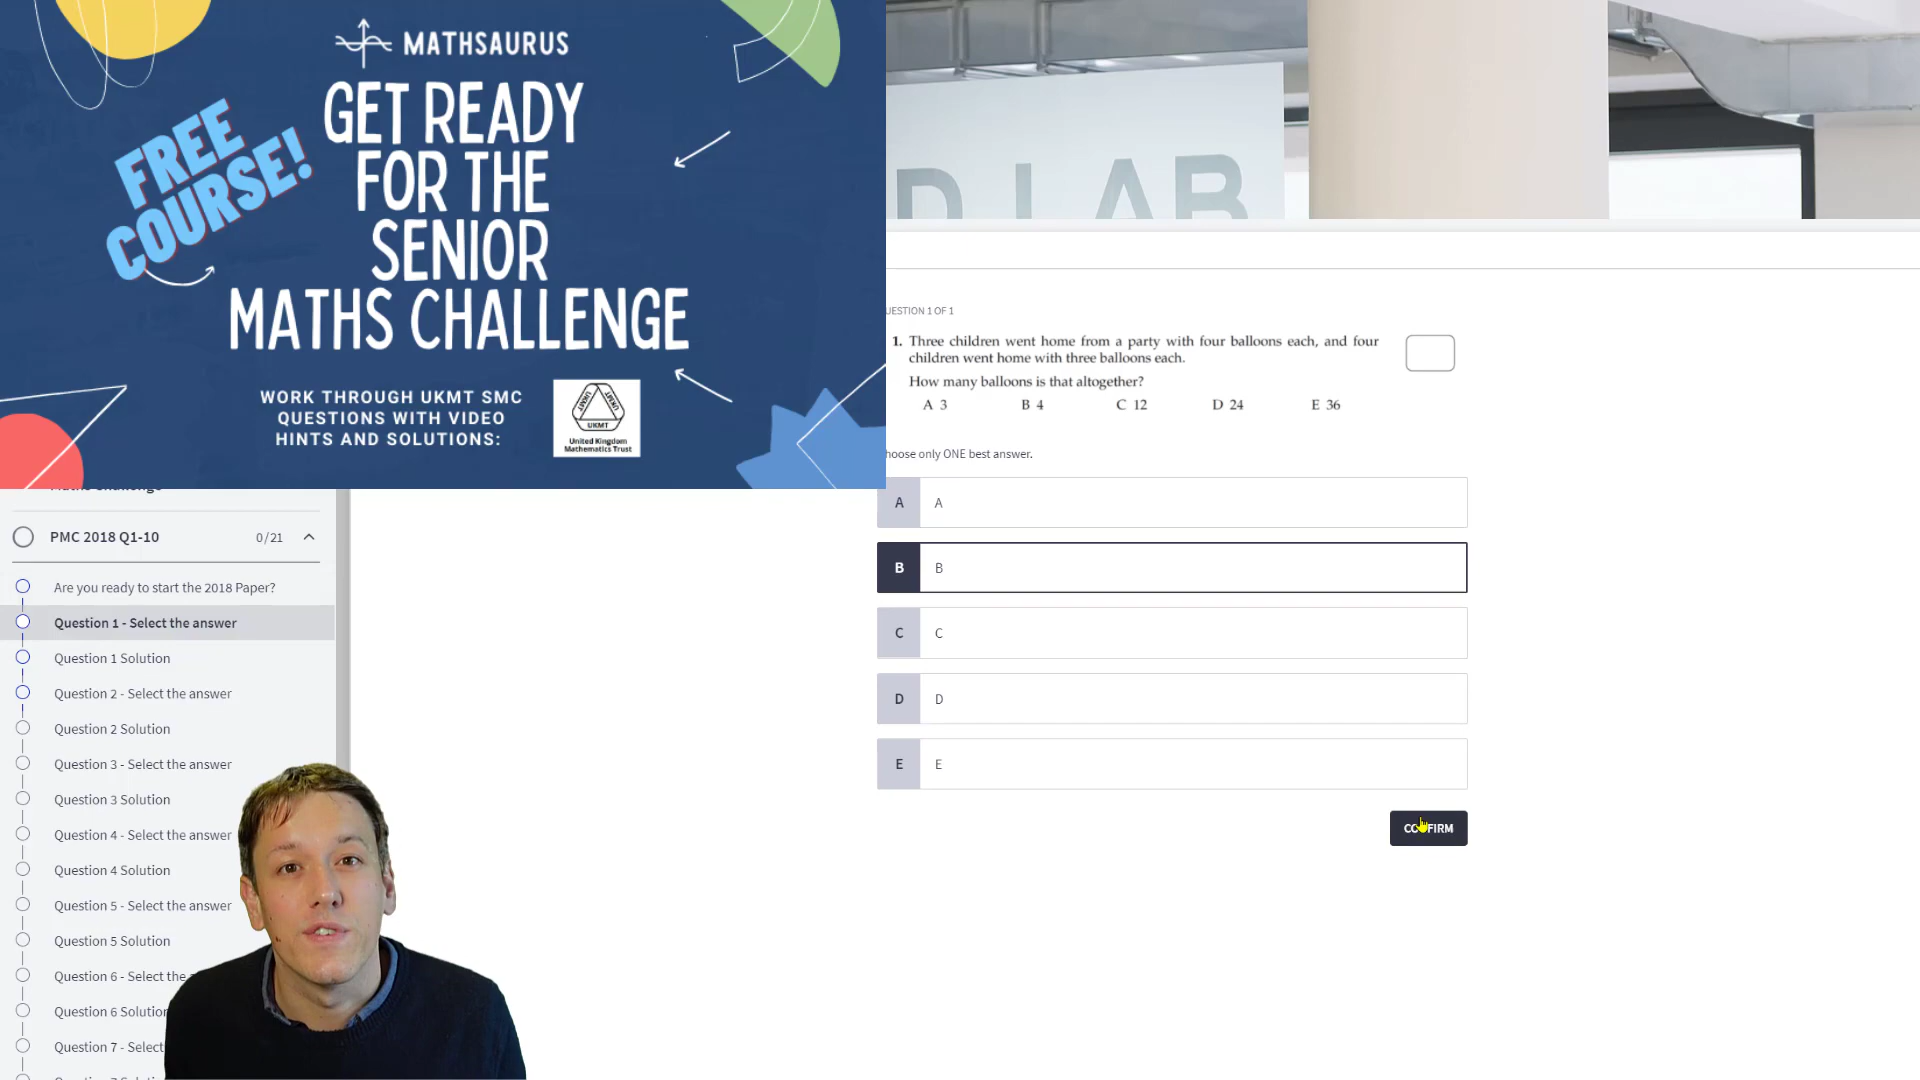 MATHSAURUS
GET READY
FOR THE
SENIOR
MATHS CHALLENGE
FREE
COURSE!
WORK THROUGH UKMT SMC
QUESTIONS WITH VIDEO
HINTS AND SOLUTIONS:
UKMT
UKMT
UKMT
United Kingdom
Mathematics Trust
D LAB
UESTION 1 OF 1
1. Three children went home from a party with four balloons each, and four
children went home with three balloons each.
How many balloons is that altogether?
A 3 B 4 C 12 D 24 E 36
hoose only ONE best answer.
A A
B B
C C
D D
E E
CONFIRM
Maths Challenge
PMC 2018 Q1-10 0/21
Are you ready to start the 2018 Paper?
Question 1 - Select the answer
Question 1 Solution
Question 2 - Select the answer
Question 2 Solution
Question 3 - Select the answer
Question 3 Solution
Question 4 - Select the answer
Question 4 Solution
Question 5 - Select the answer
Question 5 Solution
Question 6 - Select the
Question 6 Solution
Question 7 - Select